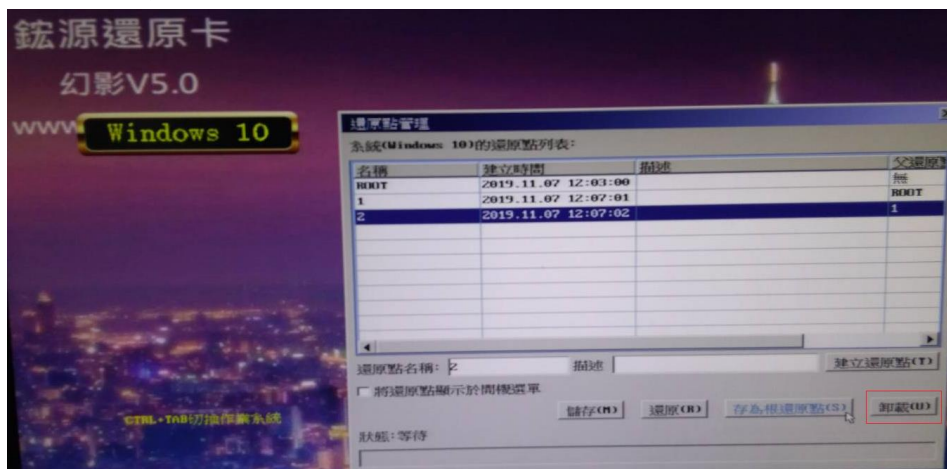 鋐源還原卡
幻影V5.0
www
Windows 10
還原點管理
系統(Windows 10)的還原點列表:
名稱 建立時間 描述 父還原點
ROOT 2019.11.07 12:03:00 無
1 2019.11.07 12:07:01 ROOT
2 2019.11.07 12:07:02 1
還原點名稱: 2 描述 建立還原點(T)
將還原點顯示於開機選單
儲存(M) 還原(R) 存為根還原點(S) 卸載(U)
CTRL+TAB切換作業系統
狀態:等待